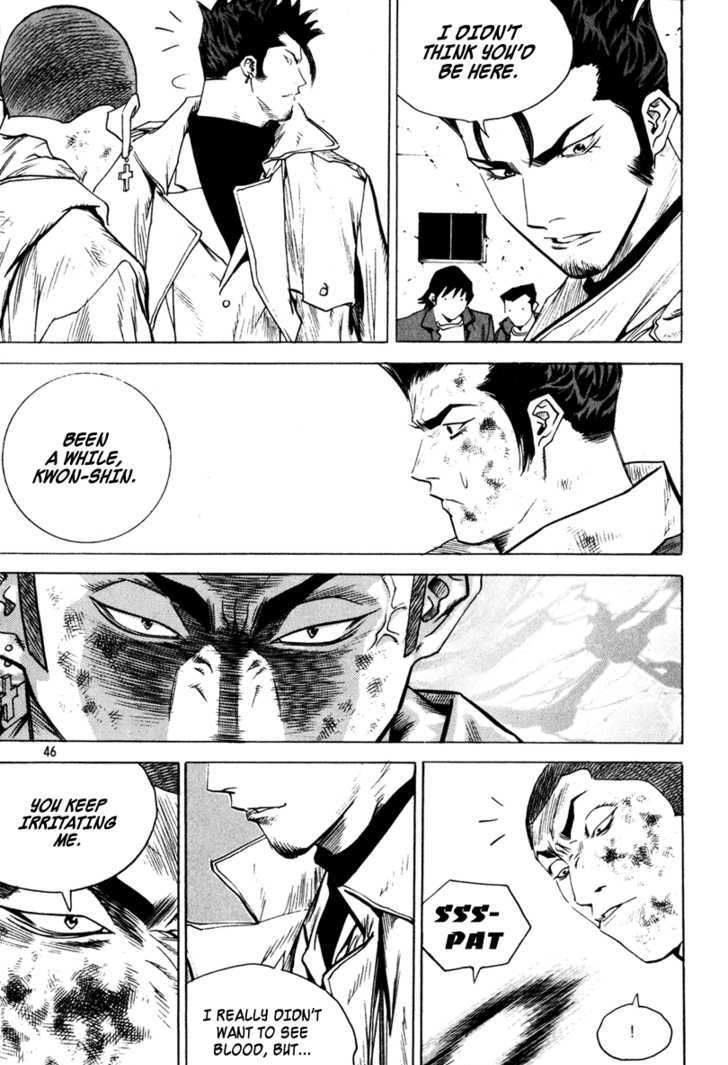 I DIDN'T
THINK YOU'D
BE HERE.
BEEN
A WHILE,
KWON-SHIN.
46
YOU KEEP
IRRITATING
ME.
I REALLY DIDN'T
WANT TO SEE
BLOOD, BUT...
SSS-
PAT
!